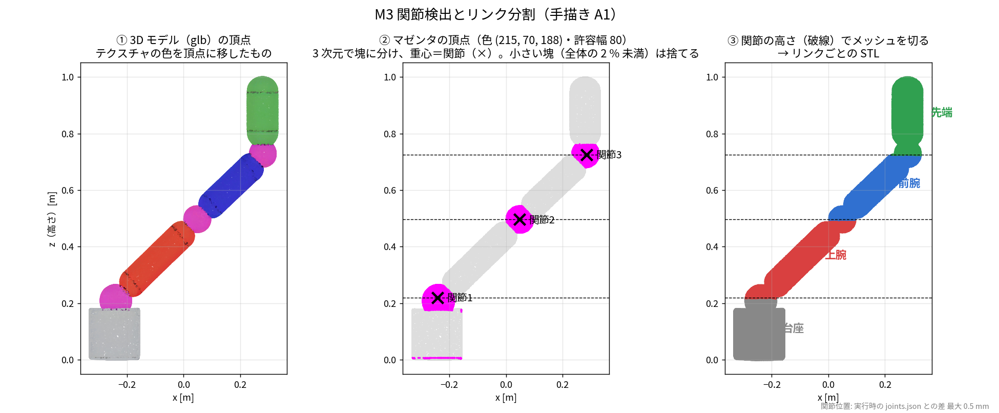 M3 関節検出とリンク分割（手描き A1）
① 3D モデル（glb）の頂点
テクスチャの色を頂点に移したもの
z（高さ）[m]
1.0
0.8
0.6
0.4
0.2
0.0
−0.2
0.0
0.2
x [m]
② マゼンタの頂点（色 (215, 70, 188)・許容幅 80）
3 次元で塊に分け、重心＝関節（×）。小さい塊（全体の 2 % 未満）は捨てる
1.0
0.8
0.6
0.4
0.2
0.0
関節3
関節2
関節1
−0.2
0.0
0.2
x [m]
③ 関節の高さ（破線）でメッシュを切る
→ リンクごとの STL
1.0
0.8
0.6
0.4
0.2
0.0
先端
前腕
上腕
台座
−0.2
0.0
0.2
x [m]
関節位置: 実行時の joints.json との差 最大 0.5 mm